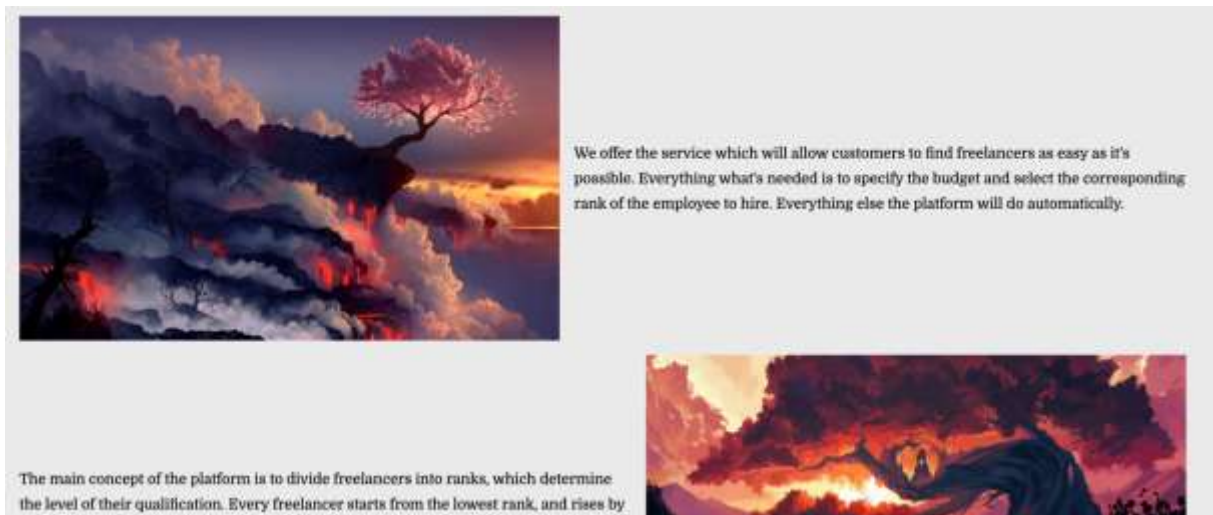 We offer the service which will allow customers to find freelancers as easy as it's
possible. Everything what's needed is to specify the budget and select the corresponding
rank of the employee to hire. Everything else the platform will do automatically.
The main concept of the platform is to divide freelancers into ranks, which determine
the level of their qualification. Every freelancer starts from the lowest rank, and rises by